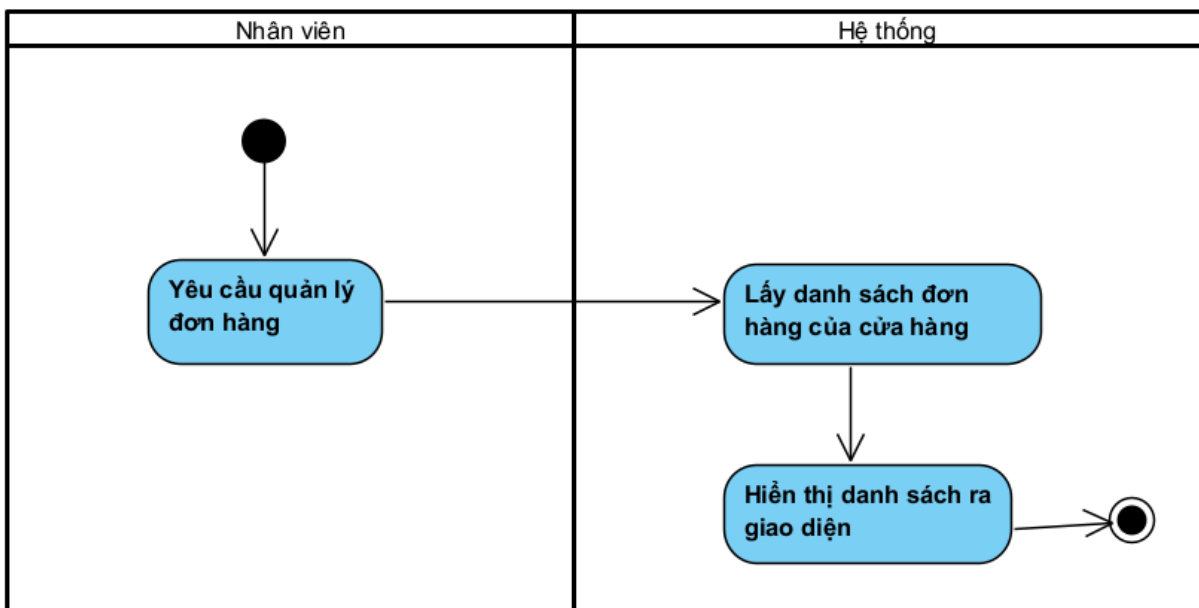 Nhân viên
Hệ thống
Yêu cầu quản lý
đơn hàng
Lấy danh sách đơn
hàng của cửa hàng
Hiển thị danh sách ra
giao diện